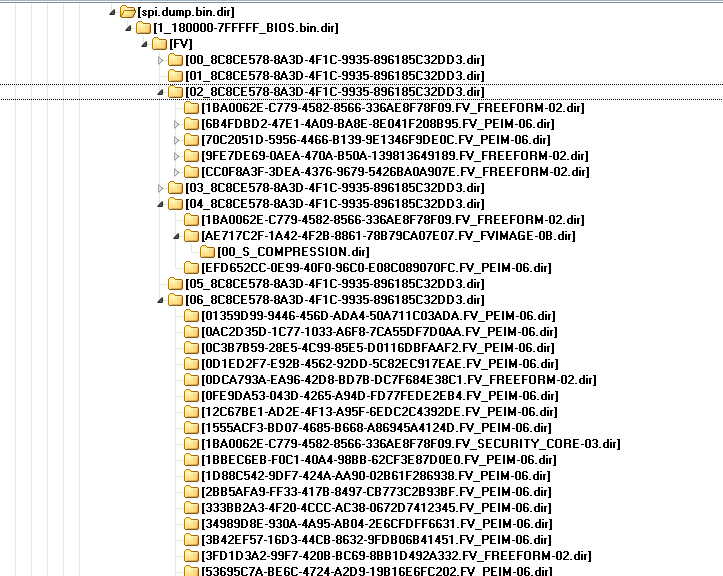 [spi.dump.bin.dir]
[1_180000-7FFFFF_BIOS.bin.dir]
[FV]
[00_8C8CE578-8A3D-4F1C-9935-896185C32DD3.dir]
[01_8C8CE578-8A3D-4F1C-9935-896185C32DD3.dir]
[02_8C8CE578-8A3D-4F1C-9935-896185C32DD3.dir]
[1BA0062E-C779-4582-8566-336AE8F78F09.FV_FREEFORM-02.dir]
[6B4FDBD2-47E1-4A09-BA8E-8E041F208B95.FV_PEIM-06.dir]
[70C2051D-5956-4466-B139-9E1346F9DE0C.FV_PEIM-06.dir]
[9FE7DE69-0AEA-470A-B50A-139813649189.FV_FREEFORM-02.dir]
[CC0F8A3F-3DEA-4376-9679-5426BA0A907E.FV_FREEFORM-02.dir]
[03_8C8CE578-8A3D-4F1C-9935-896185C32DD3.dir]
[04_8C8CE578-8A3D-4F1C-9935-896185C32DD3.dir]
[1BA0062E-C779-4582-8566-336AE8F78F09.FV_FREEFORM-02.dir]
[AE717C2F-1A42-4F2B-8861-78B79CA07E07.FV_FVIMAGE-0B.dir]
[00_S_COMPRESSION.dir]
[EFD652CC-0E99-40F0-96C0-E08C089070FC.FV_PEIM-06.dir]
[05_8C8CE578-8A3D-4F1C-9935-896185C32DD3.dir]
[06_8C8CE578-8A3D-4F1C-9935-896185C32DD3.dir]
[01359D99-9446-456D-ADA4-50A711C03ADA.FV_PEIM-06.dir]
[0AC2D35D-1C77-1033-A6F8-7CA55DF7D0AA.FV_PEIM-06.dir]
[0C3B7B59-28E5-4C99-85E5-D0116DBFAAF2.FV_PEIM-06.dir]
[0D1ED2F7-E92B-4562-92DD-5C82EC917EAE.FV_PEIM-06.dir]
[0DCA793A-EA96-42D8-BD7B-DC7F684E38C1.FV_FREEFORM-02.dir]
[0FE9DA53-043D-4265-A94D-FD77FEDE2EB4.FV_PEIM-06.dir]
[12C67BE1-AD2E-4F13-A95F-6EDC2C4392DE.FV_PEIM-06.dir]
[1555ACF3-BD07-4685-B668-A86945A4124D.FV_PEIM-06.dir]
[1BA0062E-C779-4582-8566-336AE8F78F09.FV_SECURITY_CORE-03.dir]
[1BBEC6EB-F0C1-40A4-98BB-62CF3E87D0E0.FV_PEIM-06.dir]
[1D88C542-9DF7-424A-AA90-02B61F286938.FV_PEIM-06.dir]
[2BB5AFA9-FF33-417B-8497-CB773C2B93BF.FV_PEIM-06.dir]
[333BB2A3-4F20-4CCC-AC38-0672D7412345.FV_PEIM-06.dir]
[34989D8E-930A-4A95-AB04-2E6CFDFF6631.FV_PEIM-06.dir]
[3B42EF57-16D3-44CB-8632-9FDB06B41451.FV_PEIM-06.dir]
[3FD1D3A2-99F7-420B-BC69-8BB1D492A332.FV_FREEFORM-02.dir]
[53695C7A-BE6C-4724-A2D9-19B16E6FC202.FV_PEIM-06.dir]